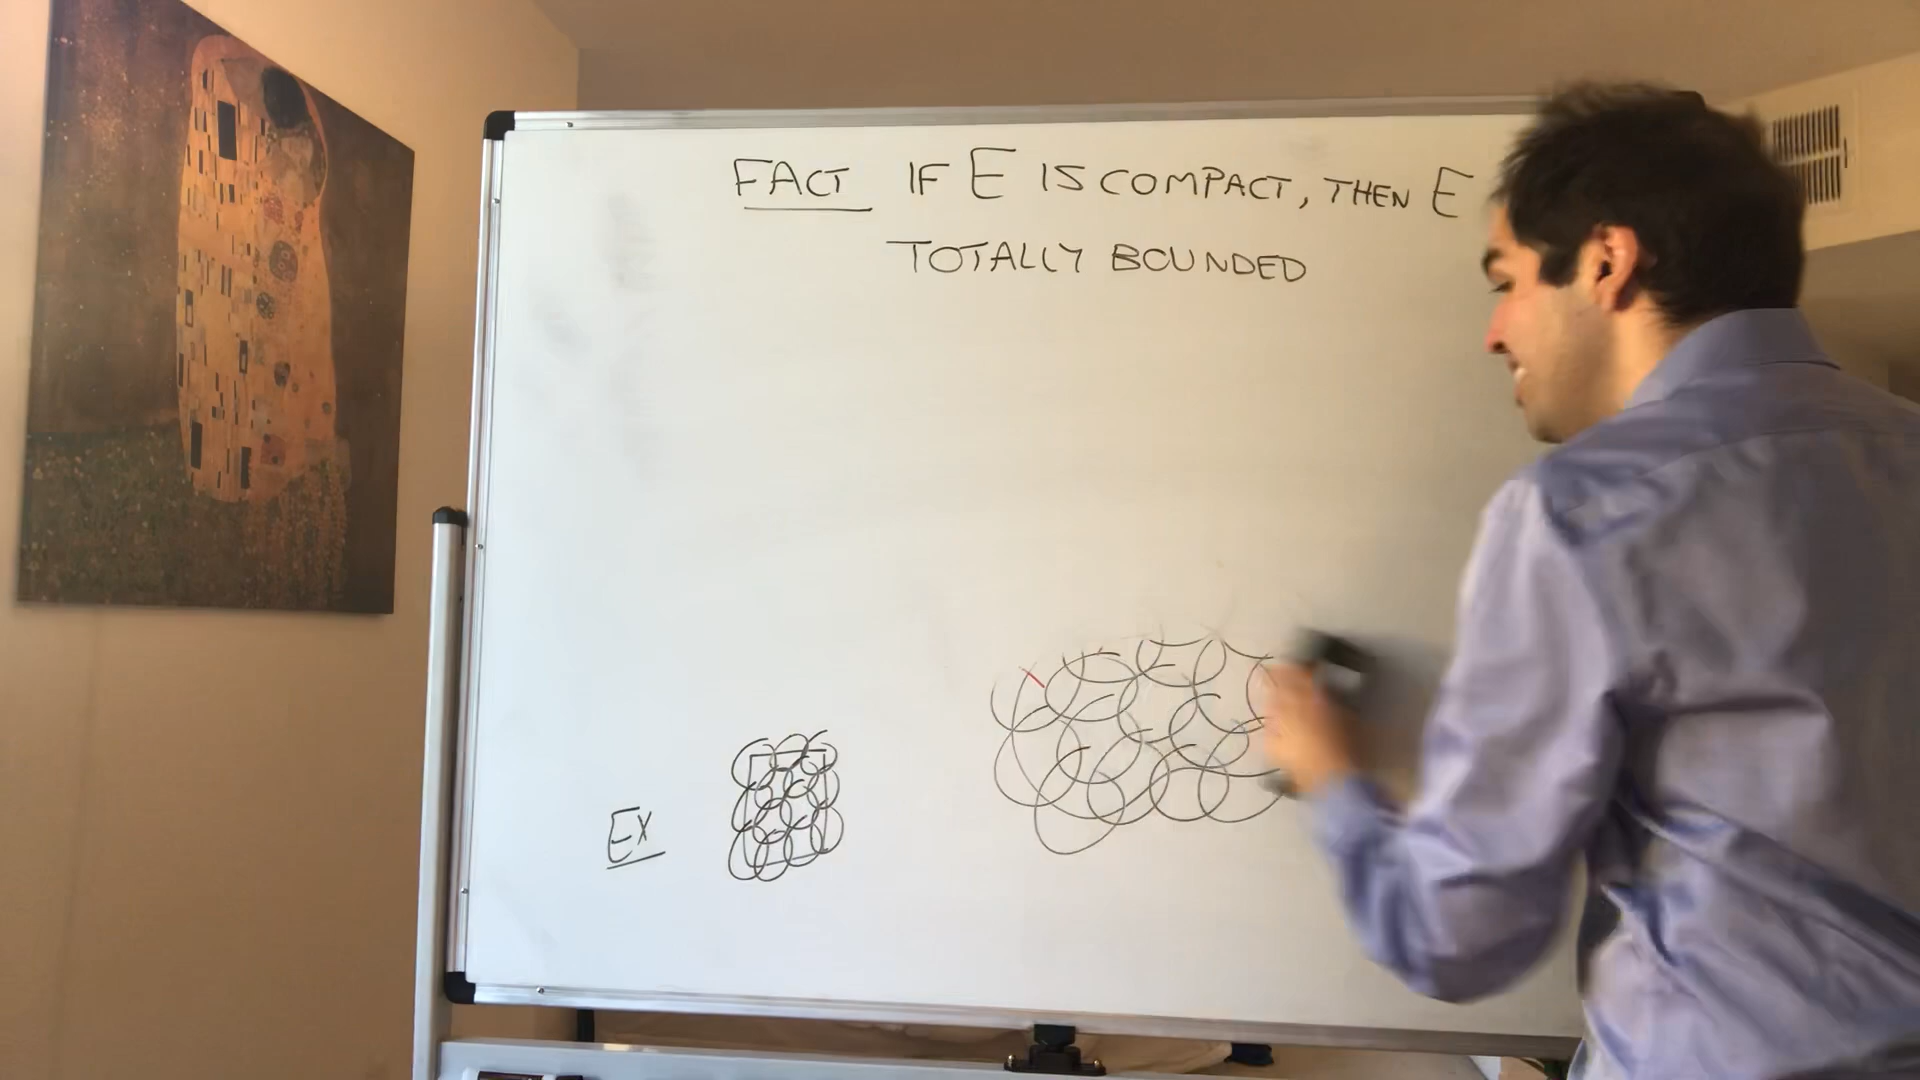 FACT IF E IS COMPACT, THEN E
TOTALLY BOUNDED
EX